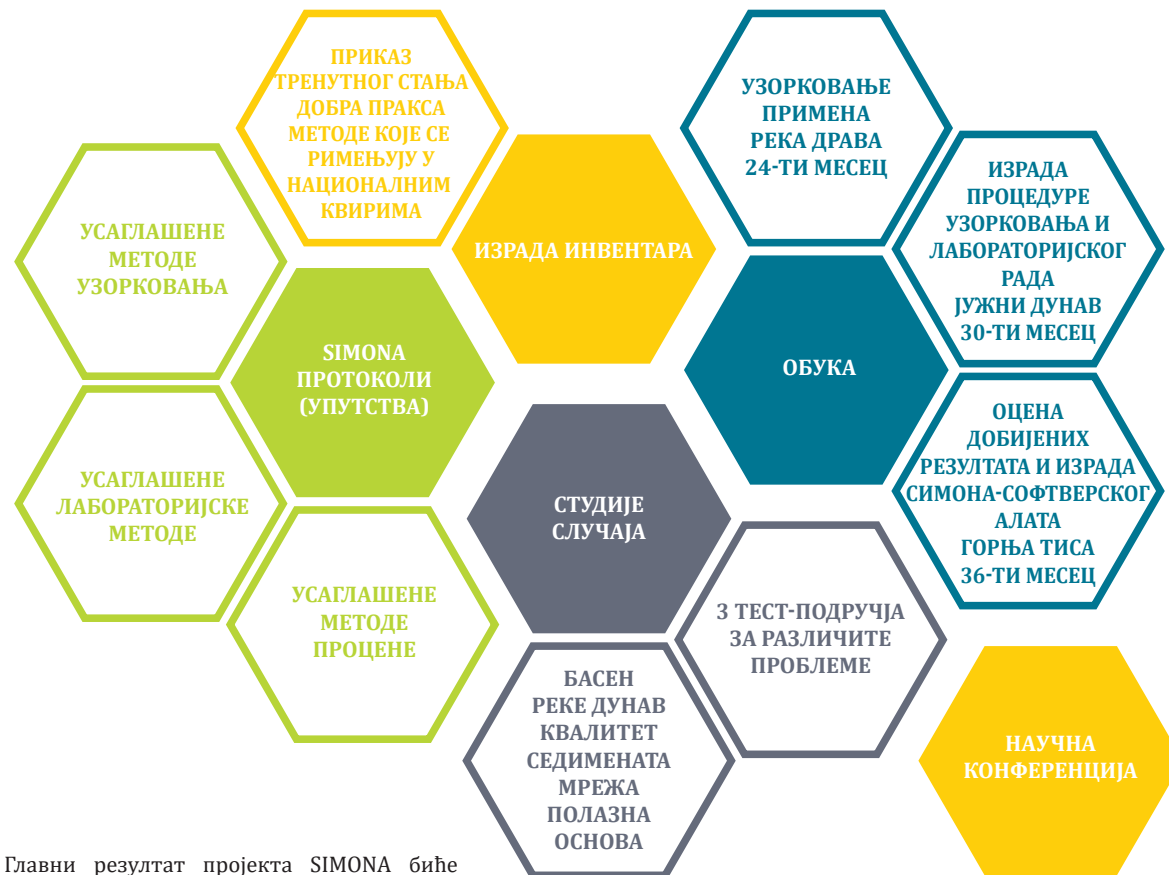 ПРИКАЗ
ТРЕНУТНОГ СТАЊА
ДОБРА ПРАКСА
МЕТОДЕ КОЈЕ СЕ
РИМЕЊУЈУ У
НАЦИОНАЛНИМ
КВИРИМА
УЗОРКОВАЊЕ
ПРИМЕНА
РЕКА ДРАВА
24-ТИ МЕСЕЦ
ИЗРАДА
ПРОЦЕДУРЕ
УЗОРКОВАЊА И
ЛАБОРАТОРИЈСКОГ
РАДА
ЈУЖНИ ДУНАВ
30-ТИ МЕСЕЦ
УСАГЛАШЕНЕ
МЕТОДЕ
УЗОРКОВАЊА
ИЗРАДА ИНВЕНТАРА
SIMONA
ПРОТОКОЛИ
(УПУТСТВА)
ОБУКА
ОЦЕНА
ДОБИЈЕНИХ
РЕЗУЛТАТА И ИЗРАДА
СИМОНА-СОФТВЕРСКОГ
АЛАТА
ГОРЊА ТИСА
36-ТИ МЕСЕЦ
УСАГЛАШЕНЕ
ЛАБОРАТОРИЈСКЕ
МЕТОДЕ
СТУДИЈЕ
СЛУЧАЈА
УСАГЛАШЕНЕ
МЕТОДЕ
ПРОЦЕНЕ
3 ТЕСТ-ПОДРУЧЈА
ЗА РАЗЛИЧИТЕ
ПРОБЛЕМЕ
БАСЕН
РЕКЕ ДУНАВ
КВАЛИТЕТ
СЕДИМЕНАТА
МРЕЖА
ПОЛАЗНА
ОСНОВА
НАУЧНА
КОНФЕРЕНЦИЈА
Главни резултат пројекта SIMONA биће